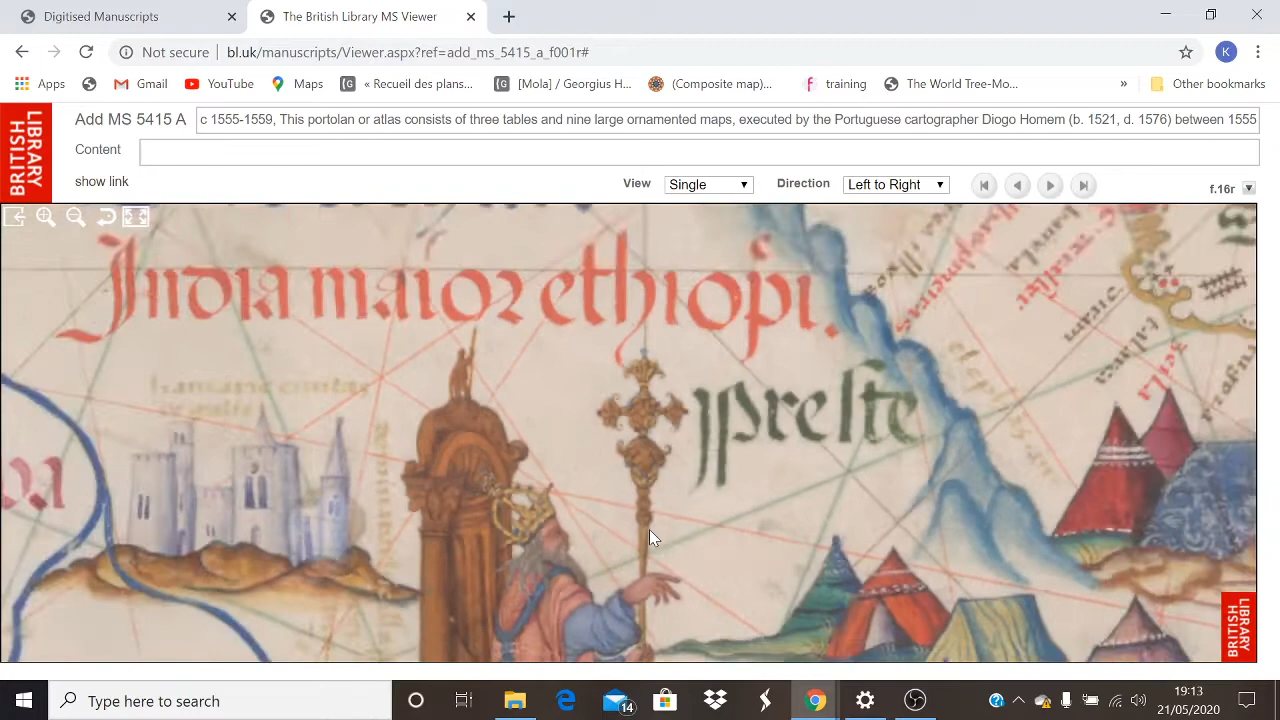 Digitised Manuscripts
The British Library MS Viewer
Not secure
bl.uk/manuscripts/Viewer.aspx?ref=add_ms_5415_a_f001r#
K
Apps
Gmail
YouTube
Maps
« Recueil des plans...
[Mola] / Georgius H...
(Composite map)...
training
The World Tree-Mo...
»
Other bookmarks
LIBRARY
BRITISH
Add MS 5415 A
c 1555-1559, This portolan or atlas consists of three tables and nine large ornamented maps, executed by the Portuguese cartographer Diogo Homem (b. 1521, d. 1576) between 1555
Content
show link
View
Single
Direction
Left to Right
f.16r
India maior ethiopi.
preste
LIBRARY
BRITISH
Type here to search
14
19:13
21/05/2020